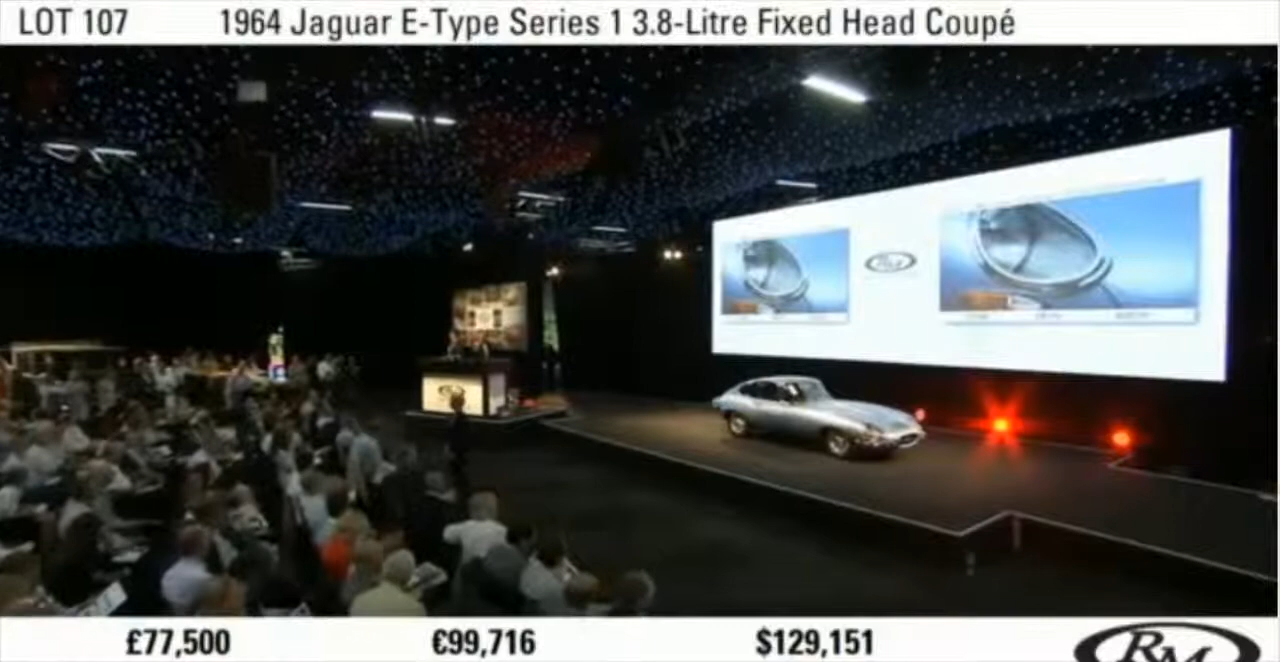 LOT 107 1964 Jaguar E-Type Series 1 3.8-Litre Fixed Head Coupé
RM
£77,500 €99,716 $129,151
RM